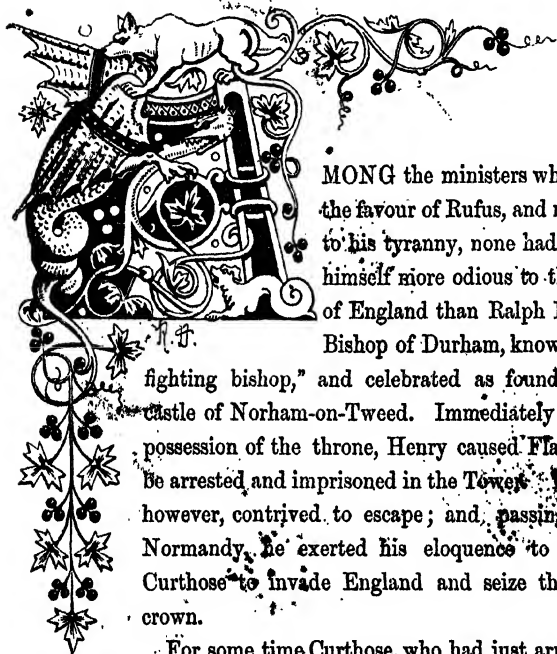 AMONG the ministers wh
the favour of Rufus, and
to his tyranny, none had
himself more odious to
of England than Ralph
Bishop of Durham, know
fighting bishop," and celebrated as found
castle of Norham-on-Tweed. Immediately
possession of the throne, Henry caused Fla
be arrested and imprisoned in the Tower.
however, contrived to escape; and, passing
Normandy, he exerted his eloquence to
Curthose to invade England and seize th
crown.
For some time Curthose, who had just ar